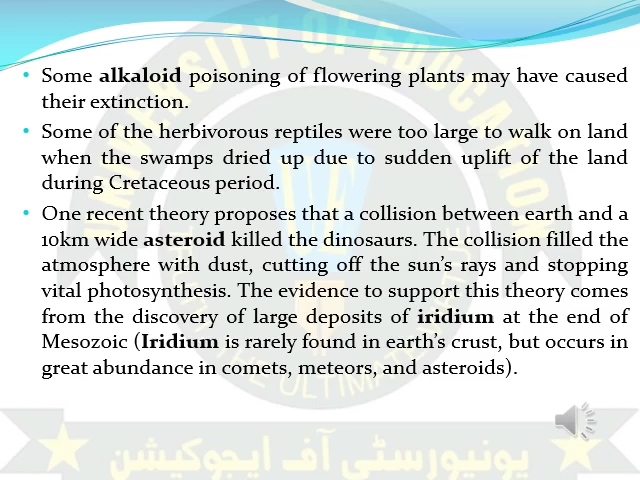 • Some alkaloid poisoning of flowering plants may have caused
their extinction.
• Some of the herbivorous reptiles were too large to walk on land
when the swamps dried up due to sudden uplift of the land
during Cretaceous period.
• One recent theory proposes that a collision between earth and a
10km wide asteroid killed the dinosaurs. The collision filled the
atmosphere with dust, cutting off the sun's rays and stopping
vital photosynthesis. The evidence to support this theory comes
from the discovery of large deposits of iridium at the end of
Mesozoic (Iridium is rarely found in earth's crust, but occurs in
great abundance in comets, meteors, and asteroids).
UNIVERSITY OF EDUCATION
یونیورسٹی آف ایجوکیشن